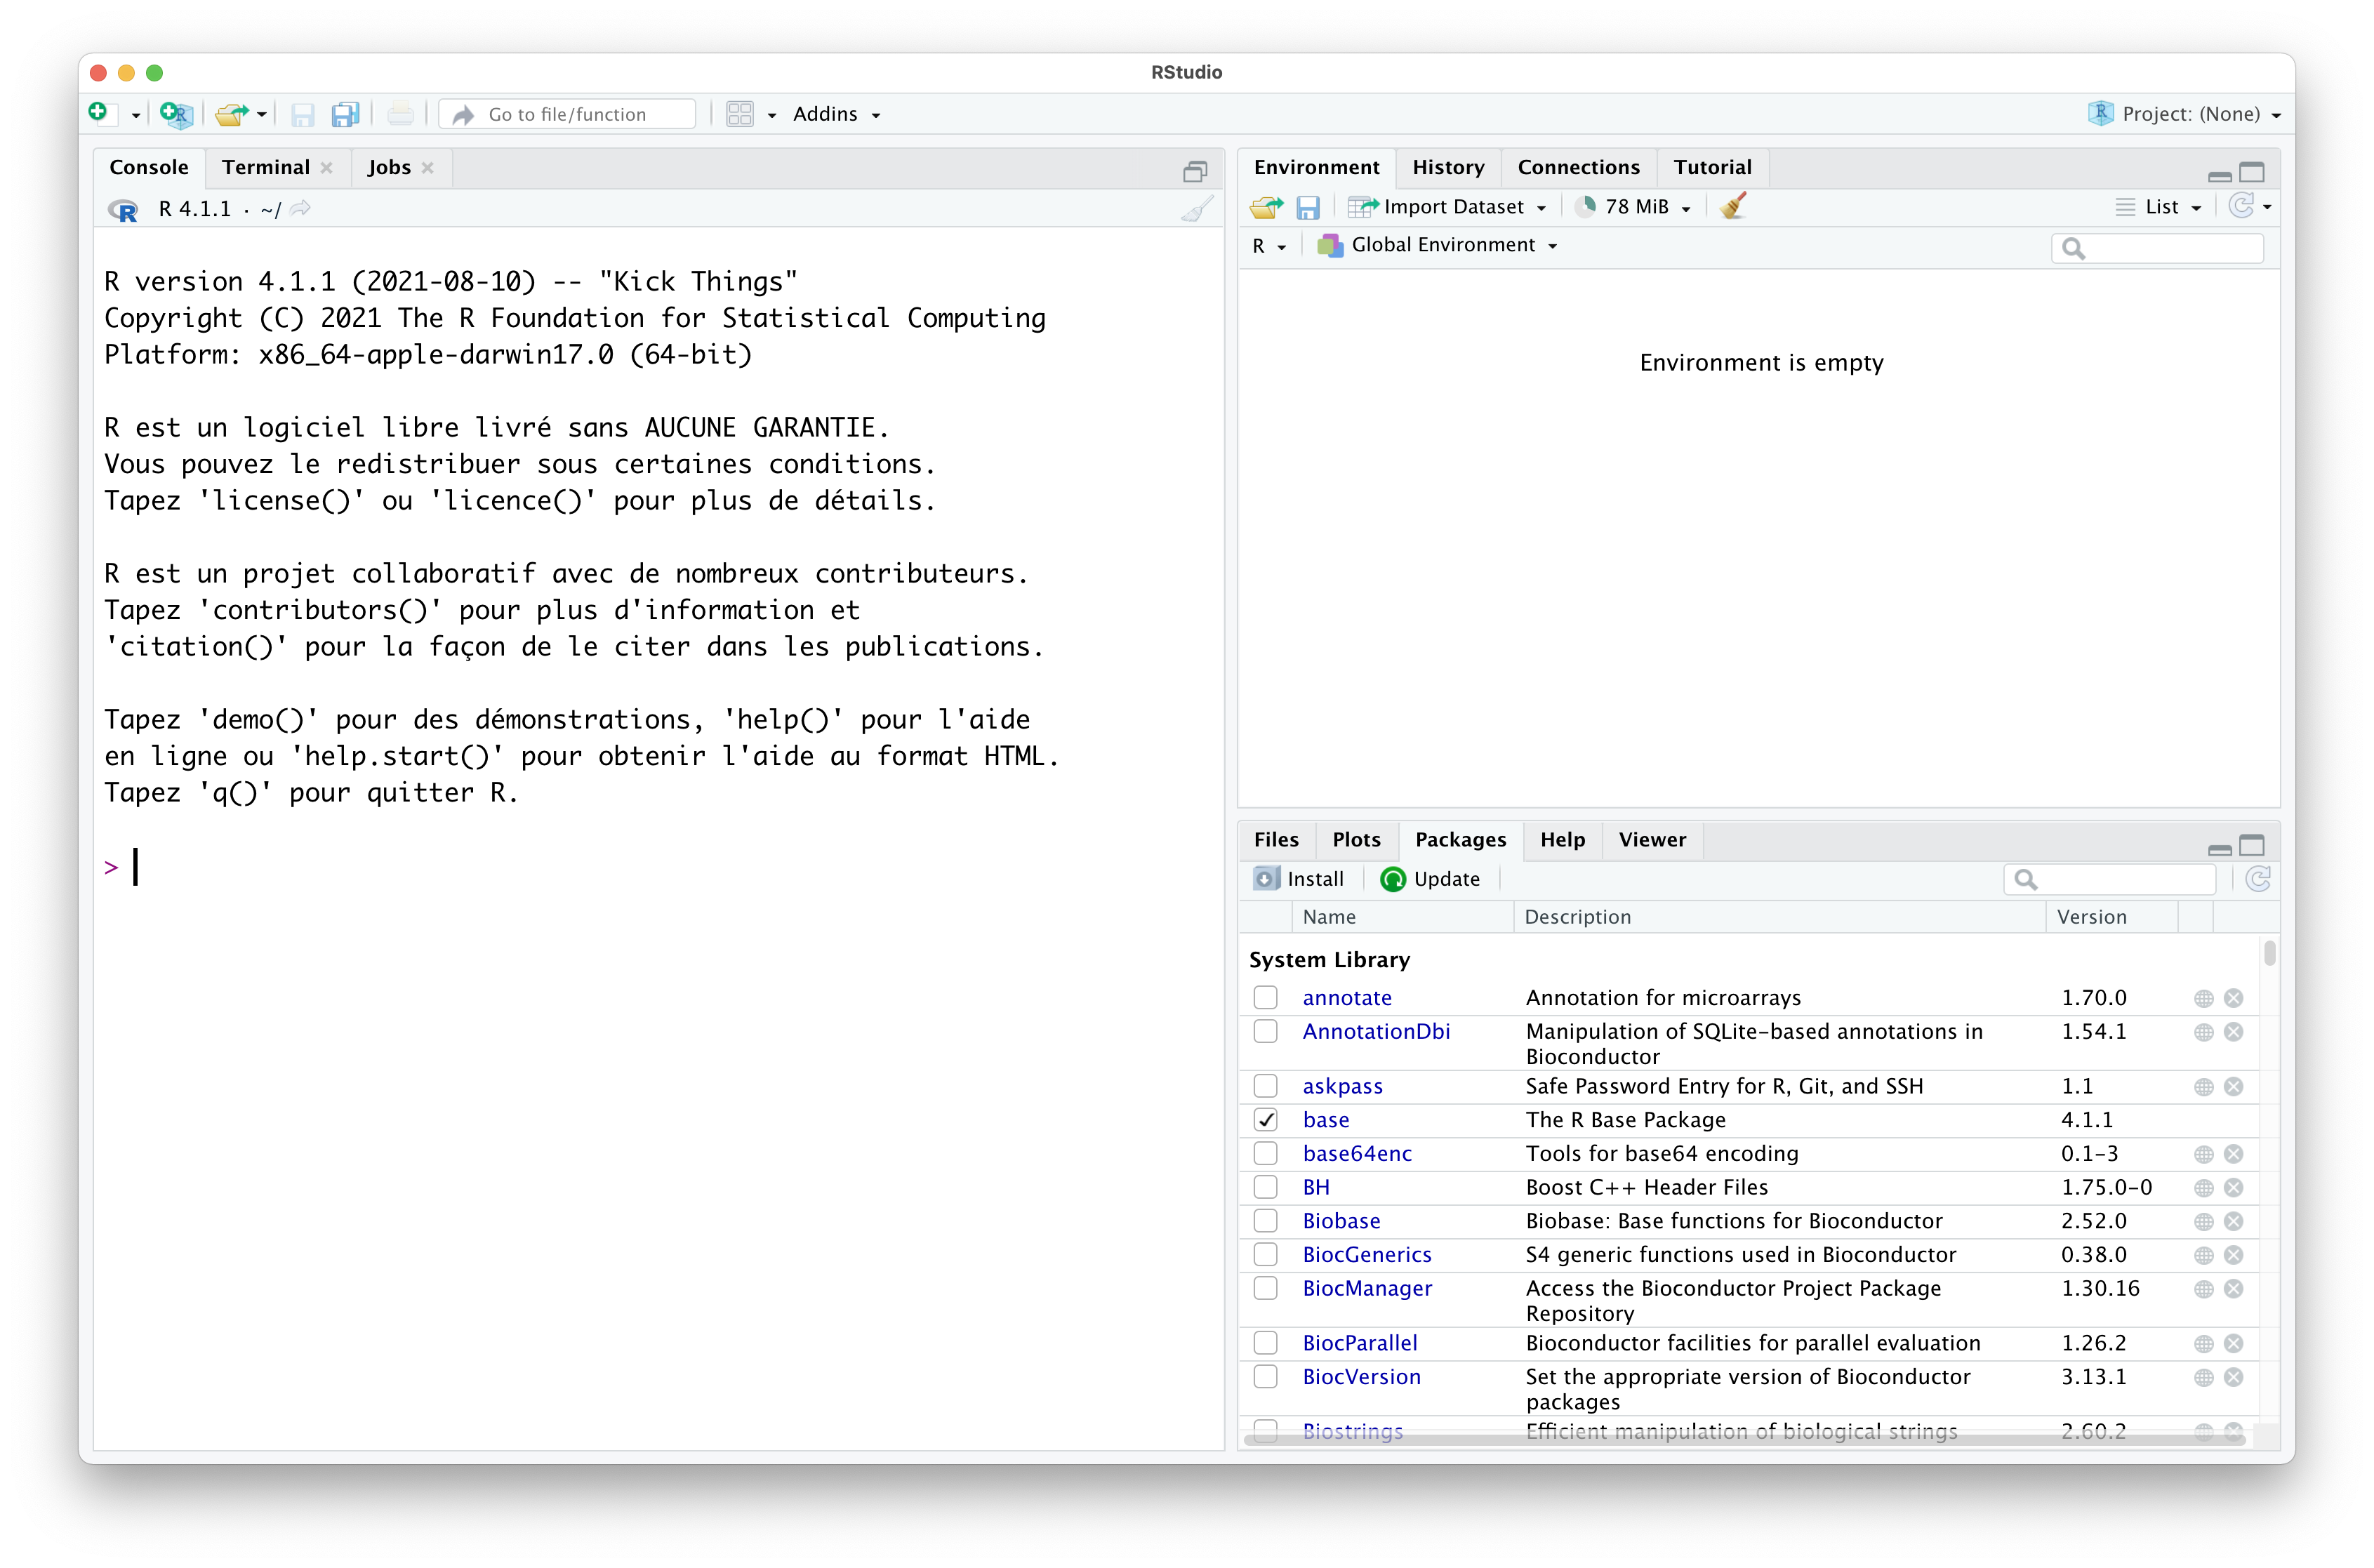 RStudio
Go to file/function
Addins
Project: (None)
Console
Terminal
Jobs
R 4.1.1 · ~/
R version 4.1.1 (2021-08-10) -- "Kick Things"
Copyright (C) 2021 The R Foundation for Statistical Computing
Platform: x86_64-apple-darwin17.0 (64-bit)
R est un logiciel libre livré sans AUCUNE GARANTIE.
Vous pouvez le redistribuer sous certaines conditions.
Tapez 'license()' ou 'licence()' pour plus de détails.
R est un projet collaboratif avec de nombreux contributeurs.
Tapez 'contributors()' pour plus d'information et
'citation()' pour la façon de le citer dans les publications.
Tapez 'demo()' pour des démonstrations, 'help()' pour l'aide
en ligne ou 'help.start()' pour obtenir l'aide au format HTML.
Tapez 'q()' pour quitter R.
>
Environment
History
Connections
Tutorial
Import Dataset
78 MiB
List
R
Global Environment
Environment is empty
Files
Plots
Packages
Help
Viewer
Install
Update
Name Description Version
System Library
annotate Annotation for microarrays 1.70.0
AnnotationDbi Manipulation of SQLite-based annotations in 1.54.1
Bioconductor
askpass Safe Password Entry for R, Git, and SSH 1.1
base The R Base Package 4.1.1
base64enc Tools for base64 encoding 0.1-3
BH Boost C++ Header Files 1.75.0-0
Biobase Biobase: Base functions for Bioconductor 2.52.0
BiocGenerics S4 generic functions used in Bioconductor 0.38.0
BiocManager Access the Bioconductor Project Package 1.30.16
Repository
BiocParallel Bioconductor facilities for parallel evaluation 1.26.2
BiocVersion Set the appropriate version of Bioconductor 3.13.1
packages
Biostrings Efficient manipulation of biological strings 2.60.2